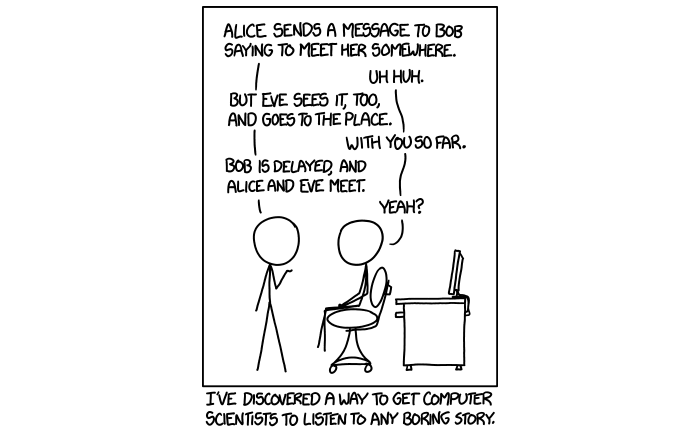 ALICE SENDS A MESSAGE TO BOB
SAYING TO MEET HER SOMEWHERE.
UH HUH.
BUT EVE SEES IT, TOO,
AND GOES TO THE PLACE.
WITH YOU SO FAR.
BOB IS DELAYED, AND
ALICE AND EVE MEET.
YEAH?
I'VE DISCOVERED A WAY TO GET COMPUTER
SCIENTISTS TO LISTEN TO ANY BORING STORY.